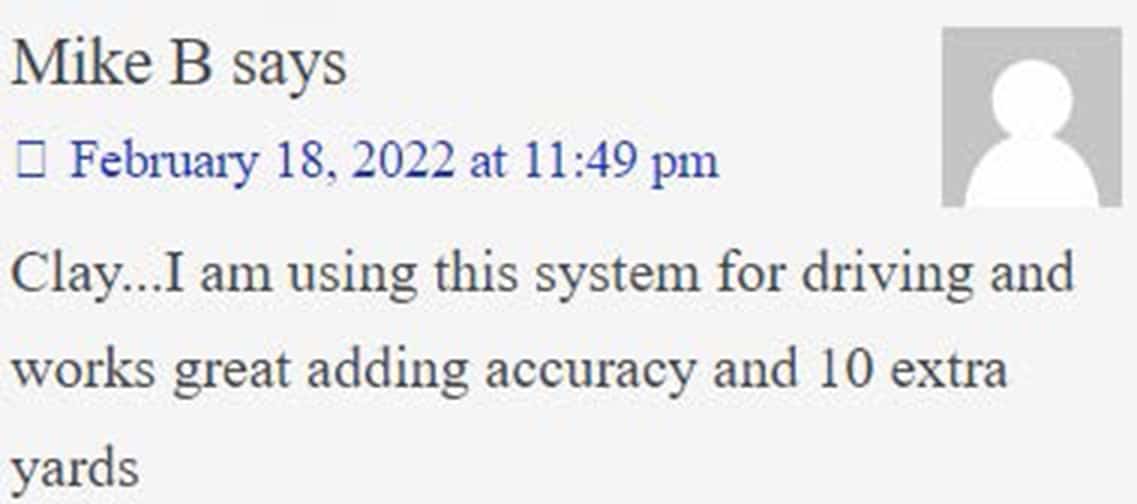 Mike B says
February 18, 2022 at 11:49 pm
Clay...I am using this system for driving and
works great adding accuracy and 10 extra
yards